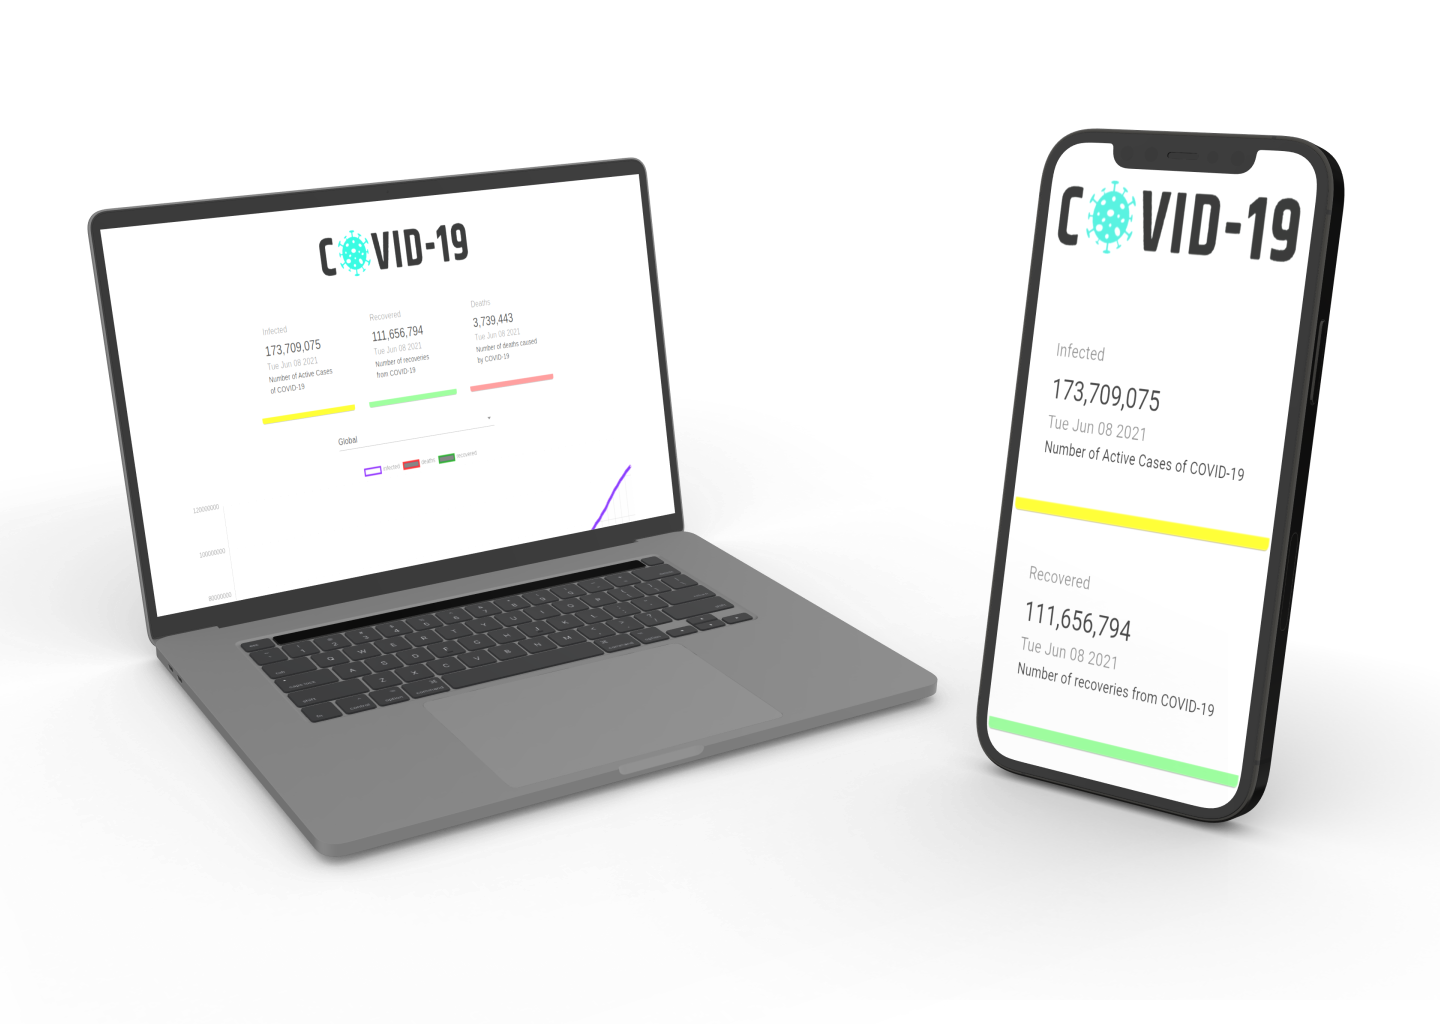 COVID-19
Infected
173,709,075
Tue Jun 08 2021
Number of Active Cases
of COVID-19
Recovered
111,656,794
Tue Jun 08 2021
Number of recoveries
from COVID-19
Deaths
3,739,443
Tue Jun 08 2021
Number of deaths caused
by COVID-19
Global
Infected
Deaths
Recovered
12000000
10000000
80000000
COVID-19
Infected
173,709,075
Tue Jun 08 2021
Number of Active Cases of COVID-19
Recovered
111,656,794
Tue Jun 08 2021
Number of recoveries from COVID-19